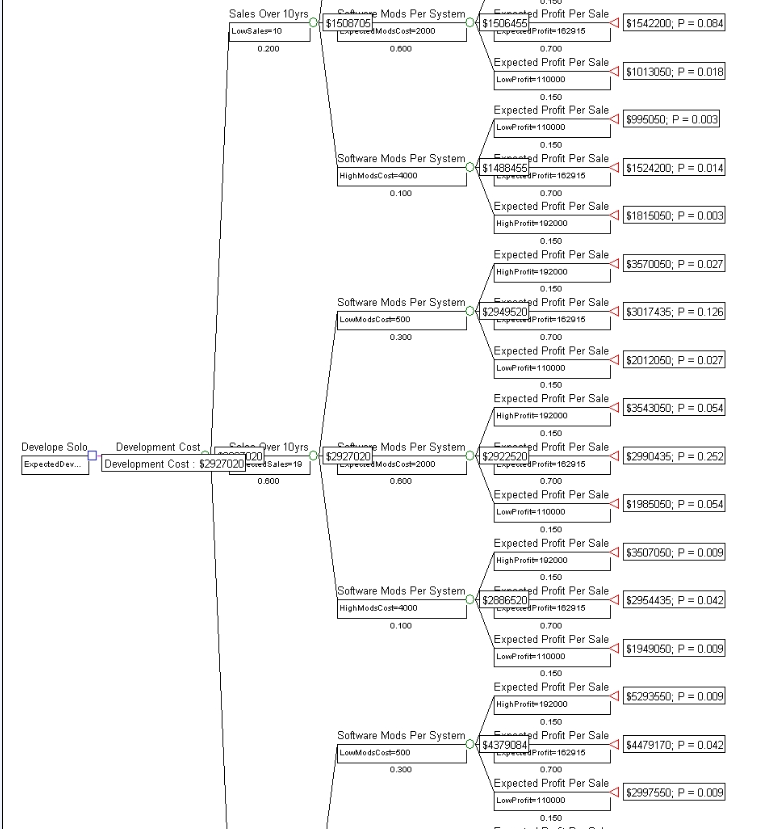 0.150
Sales Over 10yrs
LowSales=10
0.200
$1508705
Software Mods Per System
ExpectedModsCost=2000
0.600
$1506455
ExpectedProfit=162915
0.700
$1542200; P = 0.084
Expected Profit Per Sale
LowProfit=110000
0.150
$1013050; P = 0.018
Expected Profit Per Sale
LowProfit=110000
0.150
$995050; P = 0.003
Software Mods Per System
HighModsCost=4000
0.100
$1488455
Expected Profit Per Sale
ExpectedProfit=162915
0.700
$1524200; P = 0.014
Expected Profit Per Sale
HighProfit=192000
0.150
$1815050; P = 0.003
Expected Profit Per Sale
HighProfit=192000
0.150
$3570050; P = 0.027
Software Mods Per System
LowModsCost=500
0.300
$2949520
Expected Profit Per Sale
ExpectedProfit=162915
0.700
$3017435; P = 0.126
Expected Profit Per Sale
LowProfit=110000
0.150
$2012050; P = 0.027
Expected Profit Per Sale
HighProfit=192000
0.150
$3543050; P = 0.054
Develope Solo
ExpectedDev...
Development Cost
Development Cost : $2927020
Sales Over 10yrs
ExpectedSales=19
0.600
$2927020
Software Mods Per System
ExpectedModsCost=2000
0.600
$2922520
Expected Profit Per Sale
ExpectedProfit=162915
0.700
$2990435; P = 0.252
Expected Profit Per Sale
LowProfit=110000
0.150
$1985050; P = 0.054
Expected Profit Per Sale
HighProfit=192000
0.150
$3507050; P = 0.009
Software Mods Per System
HighModsCost=4000
0.100
$2886520
Expected Profit Per Sale
ExpectedProfit=162915
0.700
$2954435; P = 0.042
Expected Profit Per Sale
LowProfit=110000
0.150
$1949050; P = 0.009
Expected Profit Per Sale
HighProfit=192000
0.150
$5293550; P = 0.009
Software Mods Per System
LowModsCost=500
0.300
$4379084
Expected Profit Per Sale
ExpectedProfit=162915
0.700
$4479170; P = 0.042
Expected Profit Per Sale
LowProfit=110000
0.150
$2997550; P = 0.009